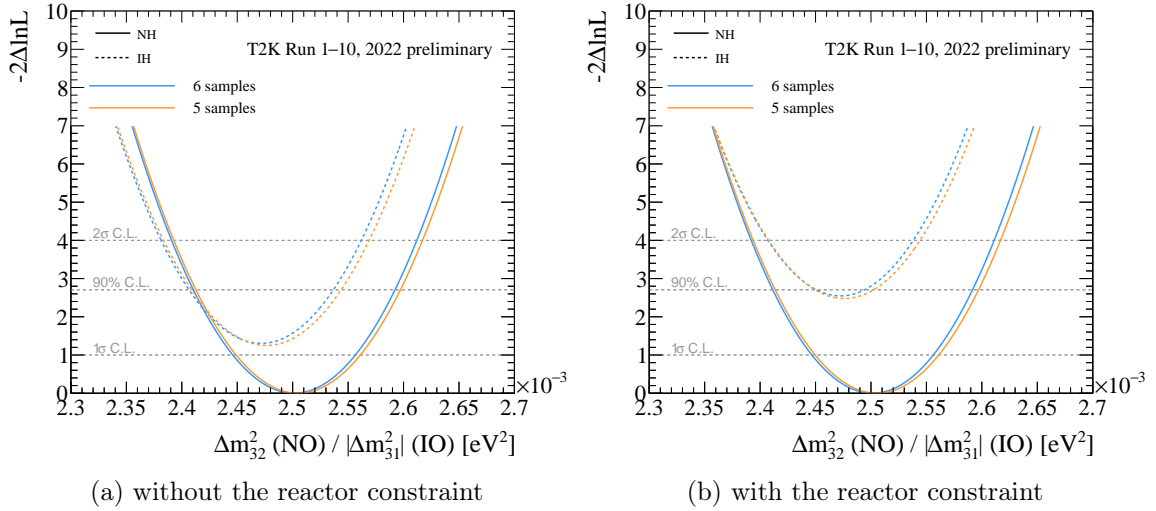 -2ΔlnL
10
9
8
7
6
5
4
3
2
1
0
NH
IH
T2K Run 1–10, 2022 preliminary
6 samples
5 samples
2σ C.L.
90% C.L.
1σ C.L.
×10⁻³
2.3 2.35 2.4 2.45 2.5 2.55 2.6 2.65 2.7
Δm²₃₂ (NO) / |Δm²₃₁| (IO) [eV²]
(a) without the reactor constraint
-2ΔlnL
10
9
8
7
6
5
4
3
2
1
0
NH
IH
T2K Run 1–10, 2022 preliminary
6 samples
5 samples
2σ C.L.
90% C.L.
1σ C.L.
×10⁻³
2.3 2.35 2.4 2.45 2.5 2.55 2.6 2.65 2.7
Δm²₃₂ (NO) / |Δm²₃₁| (IO) [eV²]
(b) with the reactor constraint